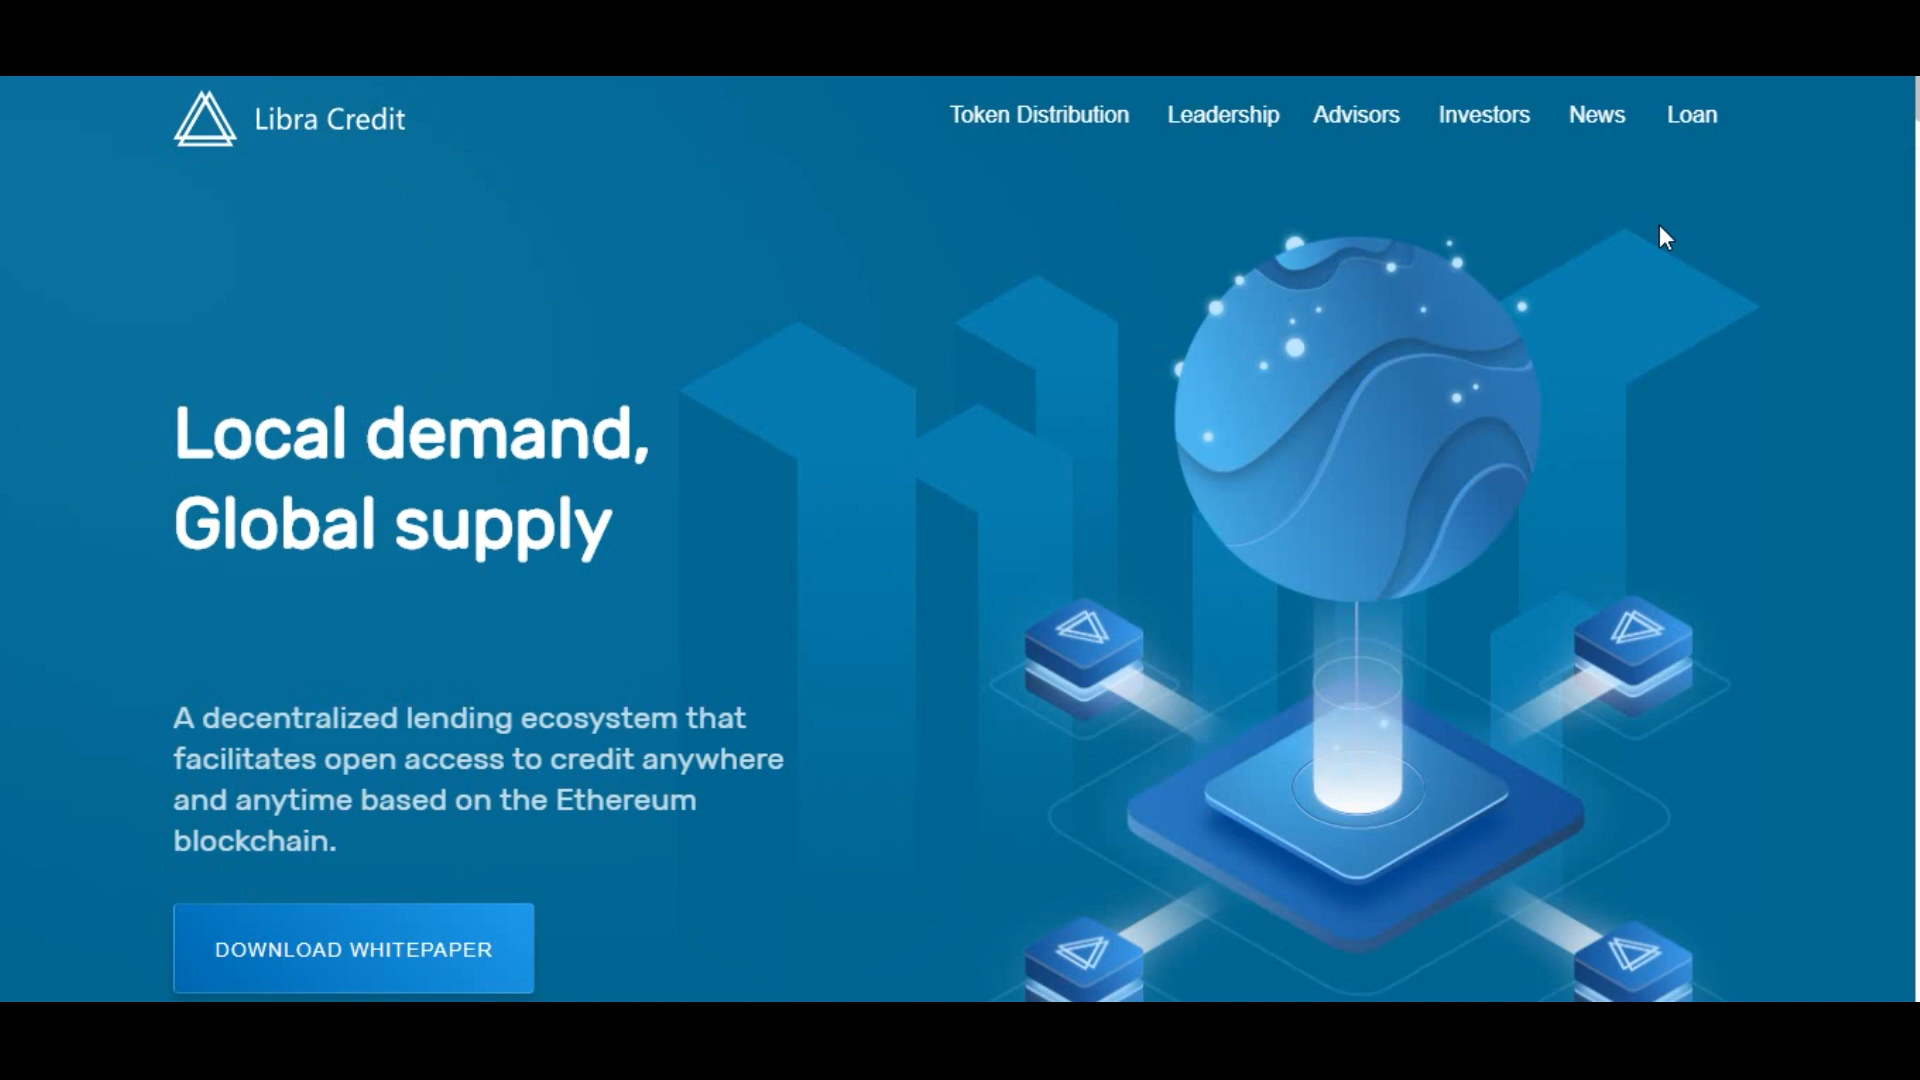 Libra Credit
Token Distribution Leadership Advisors Investors News Loan
Local demand,
Global supply
A decentralized lending ecosystem that
facilitates open access to credit anywhere
and anytime based on the Ethereum
blockchain.
DOWNLOAD WHITEPAPER